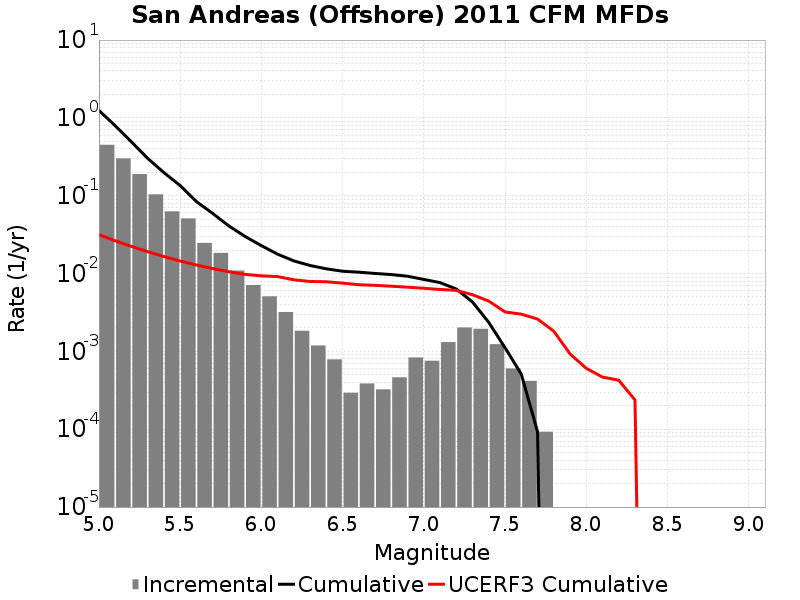 San Andreas (Offshore) 2011 CFM MFDs
Rate (1/yr)
10^1
10^0
10^-1
10^-2
10^-3
10^-4
10^-5
5.0 5.5 6.0 6.5 7.0 7.5 8.0 8.5 9.0
Magnitude
Incremental Cumulative UCERF3 Cumulative